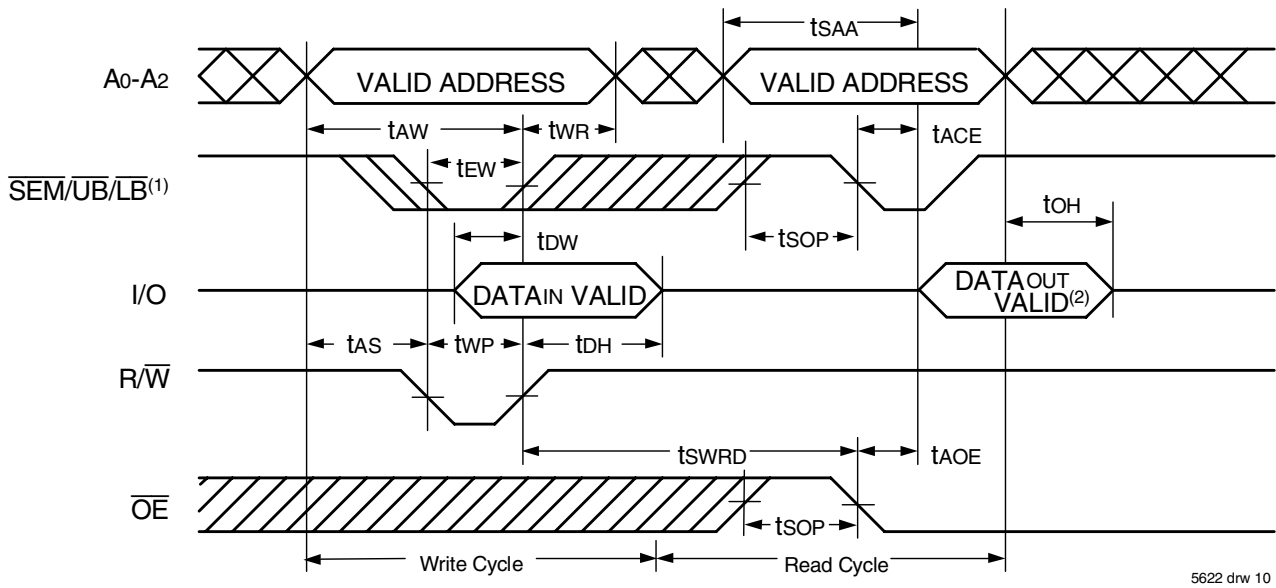 tSAA
A0-A2
VALID ADDRESS
VALID ADDRESS
tAW
tWR
tACE
tEW
SEM/UB/LB(1)
tOH
tDW
tSOP
I/O
DATAIN VALID
DATAOUT
VALID(2)
tAS
tWP
tDH
R/W
tSWRD
tAOE
OE
tSOP
Write Cycle
Read Cycle
5622 drw 10